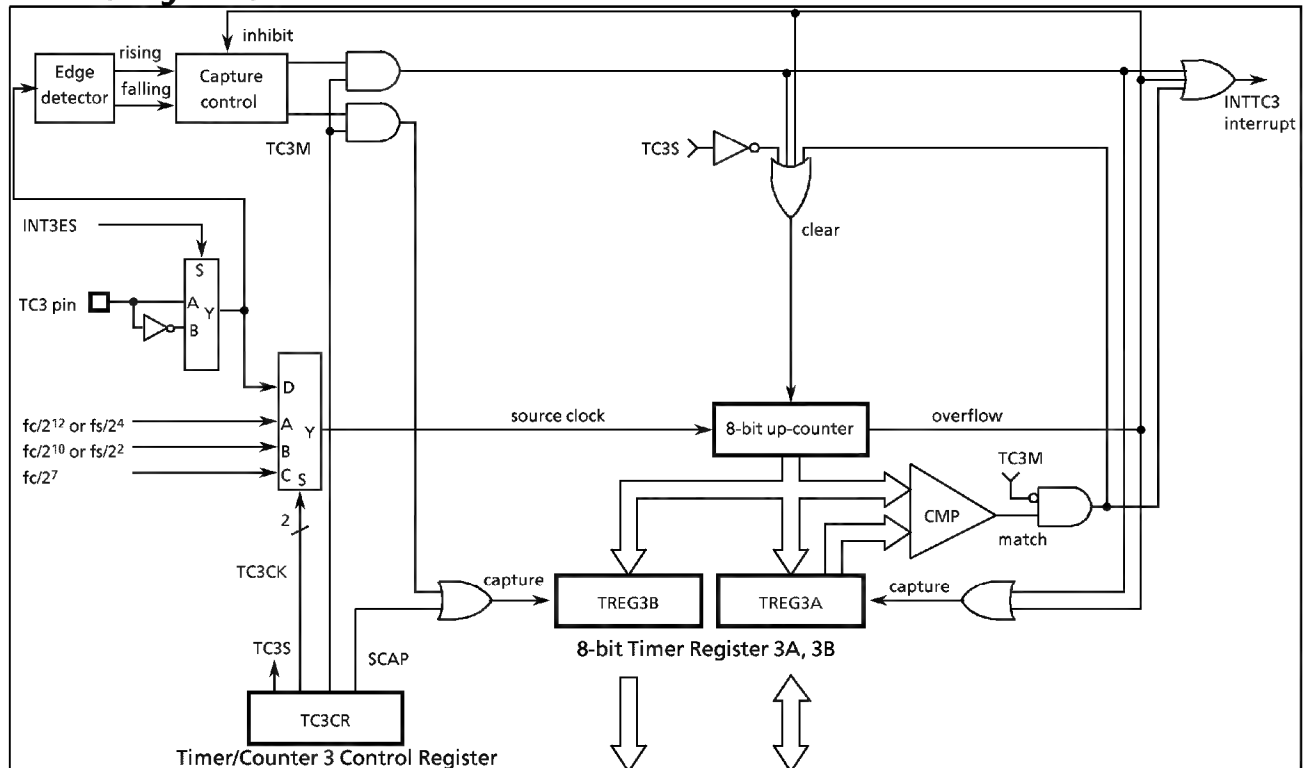 inhibit
rising
Edge
detector
falling
Capture
control
TC3M
INTTC3
interrupt
TC3S
clear
INT3ES
S
TC3 pin
A
Y
B
D
fc/2¹² or fs/2⁴
A
Y
source clock
8-bit up-counter
overflow
fc/2¹⁰ or fs/2²
B
fc/2⁷
C
S
TC3M
CMP
match
2
TC3CK
capture
TREG3B
TREG3A
capture
TC3S
SCAP
8-bit Timer Register 3A, 3B
TC3CR
Timer/Counter 3 Control Register